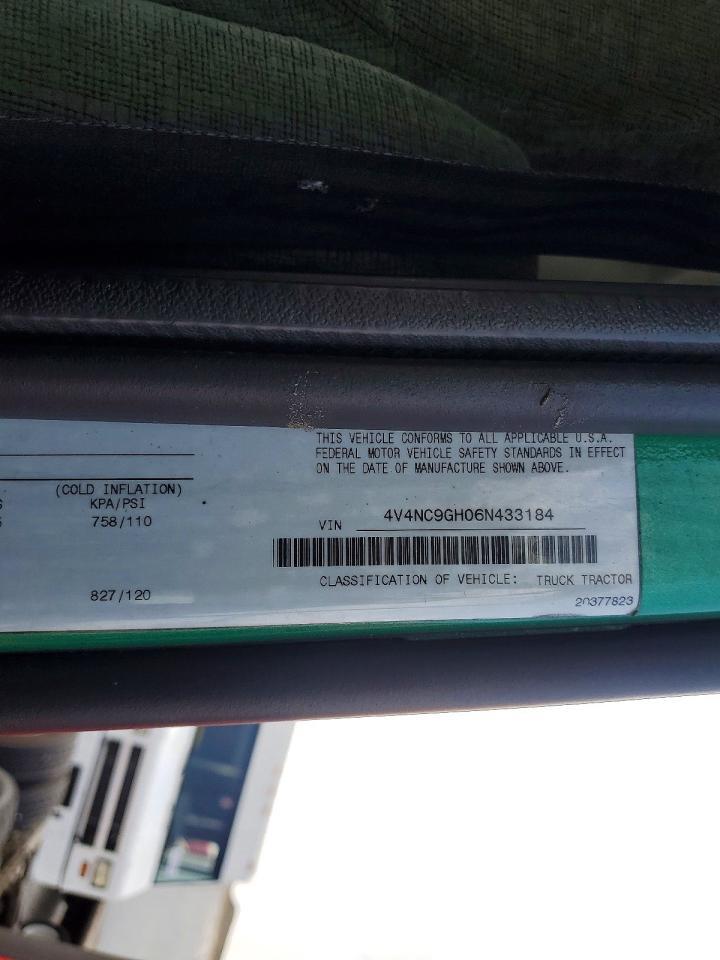 THIS VEHICLE CONFORMS TO ALL APPLICABLE U.S.A.
FEDERAL MOTOR VEHICLE SAFETY STANDARDS IN EFFECT
ON THE DATE OF MANUFACTURE SHOWN ABOVE.
(COLD INFLATION)
KPA/PSI
758/110
827/120
VIN 4V4NC9GH06N433184
CLASSIFICATION OF VEHICLE: TRUCK TRACTOR
20377823